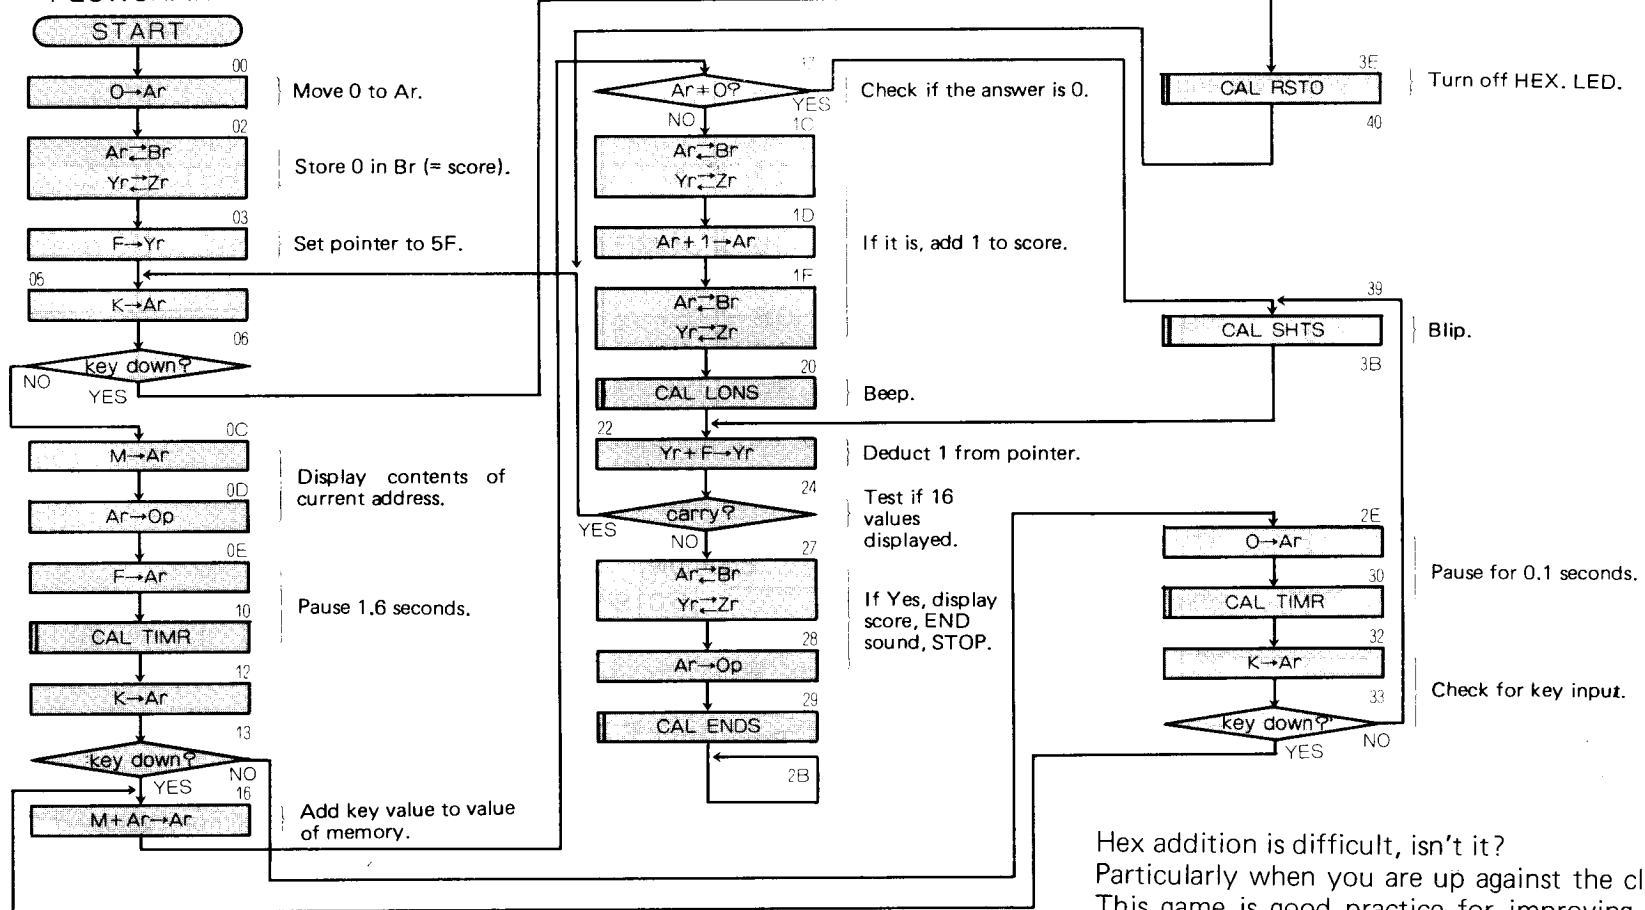 START
00
O→Ar
Move 0 to Ar.
02
Ar⇄Br
Yr⇄Zr
Store 0 in Br (= score).
03
F→Yr
Set pointer to 5F.
05
K→Ar
06
key down?
NO
YES
0C
M→Ar
0D
Ar→Op
Display contents of
current address.
0E
F→Ar
10
CAL TIMR
Pause 1.6 seconds.
12
K→Ar
13
key down?
NO
YES
16
M+Ar→Ar
Add key value to value
of memory.
Ar≠0?
YES
NO
Check if the answer is 0.
1C
Ar⇄Br
Yr⇄Zr
1D
Ar+1→Ar
1F
Ar⇄Br
Yr⇄Zr
If it is, add 1 to score.
20
CAL LONS
Beep.
22
Yr+F→Yr
Deduct 1 from pointer.
24
carry?
YES
NO
Test if 16
values
displayed.
27
Ar⇄Br
Yr⇄Zr
28
Ar→Op
29
CAL ENDS
If Yes, display
score, END
sound, STOP.
2B
3E
CAL RSTO
40
Turn off HEX. LED.
39
CAL SHTS
3B
Blip.
2E
O→Ar
30
CAL TIMR
Pause for 0.1 seconds.
32
K→Ar
33
key down?
NO
YES
Check for key input.
Hex addition is difficult, isn't it?
Particularly when you are up against the cl
This game is good practice for improving